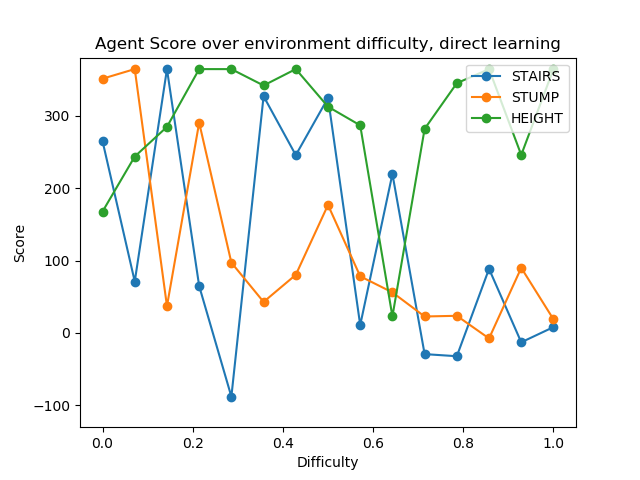 Agent Score over environment difficulty, direct learning
STAIRS
STUMP
HEIGHT
300
200
100
0
−100
Score
0.0 0.2 0.4 0.6 0.8 1.0
Difficulty